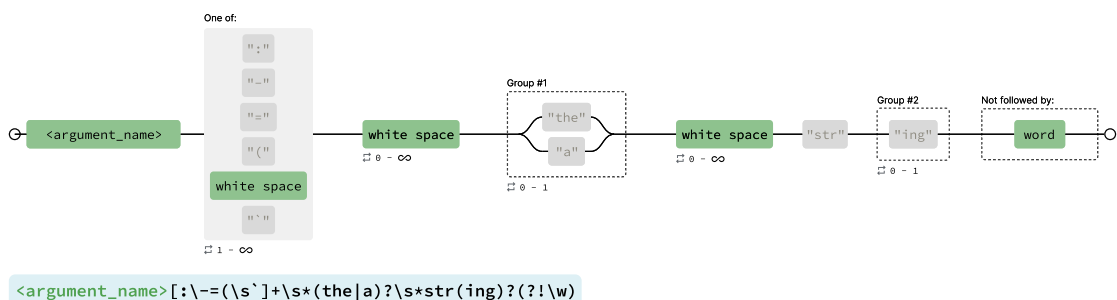 One of:
":"
"-"
Group #1
"="
"the"
Group #2
Not followed by:
<argument_name>
white space
white space
"str"
"ing"
word
"("
"a"
0 - ∞
0 - ∞
0 - 1
white space
0 - 1
"`"
1 - ∞
<argument_name>[:\-=(\s`]+\s*(the|a)?\s*str(ing)?(?!\w)